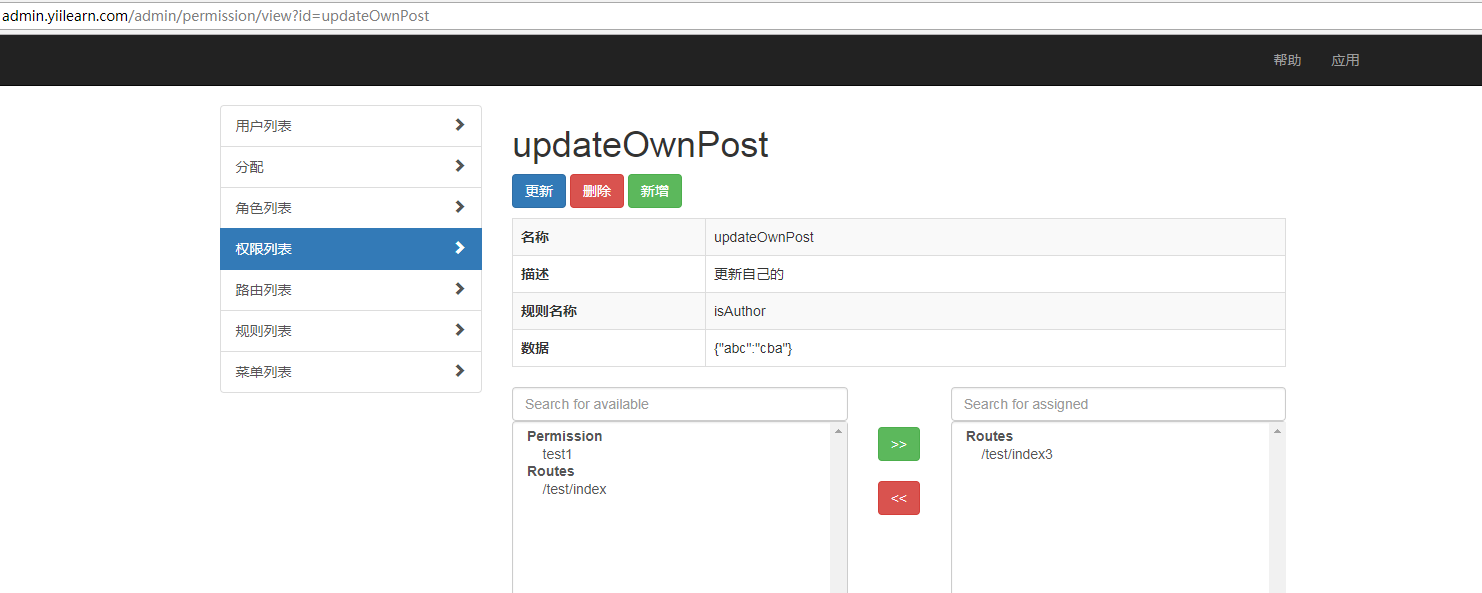 admin.yiilearn.com/admin/permission/view?id=updateOwnPost
帮助 应用
用户列表
分配
角色列表
权限列表
路由列表
规则列表
菜单列表
updateOwnPost
更新 删除 新增
名称 updateOwnPost
描述 更新自己的
规则名称 isAuthor
数据 {"abc":"cba"}
Search for available
Permission
test1
Routes
/test/index
>>
<<
Search for assigned
Routes
/test/index3